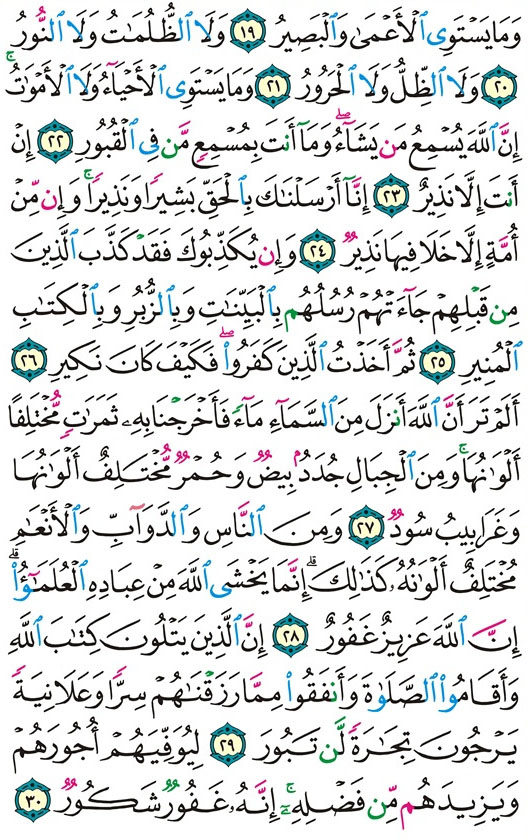 وَمَا يَسْتَوِى ٱلْأَعْمَىٰ وَٱلْبَصِيرُ ١٩ وَلَا ٱلظُّلُمَـٰتُ وَلَا ٱلنُّورُ
٢٠ وَلَا ٱلظِّلُّ وَلَا ٱلْحَرُورُ ٢١ وَمَا يَسْتَوِى ٱلْأَحْيَآءُ وَلَا ٱلْأَمْوَٰتُ ۚ
إِنَّ ٱللَّهَ يُسْمِعُ مَن يَشَآءُ ۖ وَمَآ أَنتَ بِمُسْمِعٍ مَّن فِى ٱلْقُبُورِ ٢٢ إِنْ
أَنتَ إِلَّا نَذِيرٌ ٢٣ إِنَّآ أَرْسَلْنَـٰكَ بِٱلْحَقِّ بَشِيرًا وَنَذِيرًا ۚ وَإِن مِّنْ
أُمَّةٍ إِلَّا خَلَا فِيهَا نَذِيرٌ ٢٤ وَإِن يُكَذِّبُوكَ فَقَدْ كَذَّبَ ٱلَّذِينَ
مِن قَبْلِهِمْ جَآءَتْهُمْ رُسُلُهُم بِٱلْبَيِّنَـٰتِ وَبِٱلزُّبُرِ وَبِٱلْكِتَـٰبِ
ٱلْمُنِيرِ ٢٥ ثُمَّ أَخَذْتُ ٱلَّذِينَ كَفَرُوا۟ ۖ فَكَيْفَ كَانَ نَكِيرِ ٢٦
أَلَمْ تَرَ أَنَّ ٱللَّهَ أَنزَلَ مِنَ ٱلسَّمَآءِ مَآءً فَأَخْرَجْنَا بِهِۦ ثَمَرَٰتٍ مُّخْتَلِفًا
أَلْوَٰنُهَا ۚ وَمِنَ ٱلْجِبَالِ جُدَدٌۢ بِيضٌ وَحُمْرٌ مُّخْتَلِفٌ أَلْوَٰنُهَا
وَغَرَابِيبُ سُودٌ ٢٧ وَمِنَ ٱلنَّاسِ وَٱلدَّوَآبِّ وَٱلْأَنْعَـٰمِ
مُخْتَلِفٌ أَلْوَٰنُهُۥ كَذَٰلِكَ ۗ إِنَّمَا يَخْشَى ٱللَّهَ مِنْ عِبَادِهِ ٱلْعُلَمَـٰٓؤُا۟ ۗ
إِنَّ ٱللَّهَ عَزِيزٌ غَفُورٌ ٢٨ إِنَّ ٱلَّذِينَ يَتْلُونَ كِتَـٰبَ ٱللَّهِ
وَأَقَامُوا۟ ٱلصَّلَوٰةَ وَأَنفَقُوا۟ مِمَّا رَزَقْنَـٰهُمْ سِرًّا وَعَلَانِيَةً
يَرْجُونَ تِجَـٰرَةً لَّن تَبُورَ ٢٩ لِيُوَفِّيَهُمْ أُجُورَهُمْ
وَيَزِيدَهُم مِّن فَضْلِهِۦٓ ۚ إِنَّهُۥ غَفُورٌ شَكُورٌ ٣٠